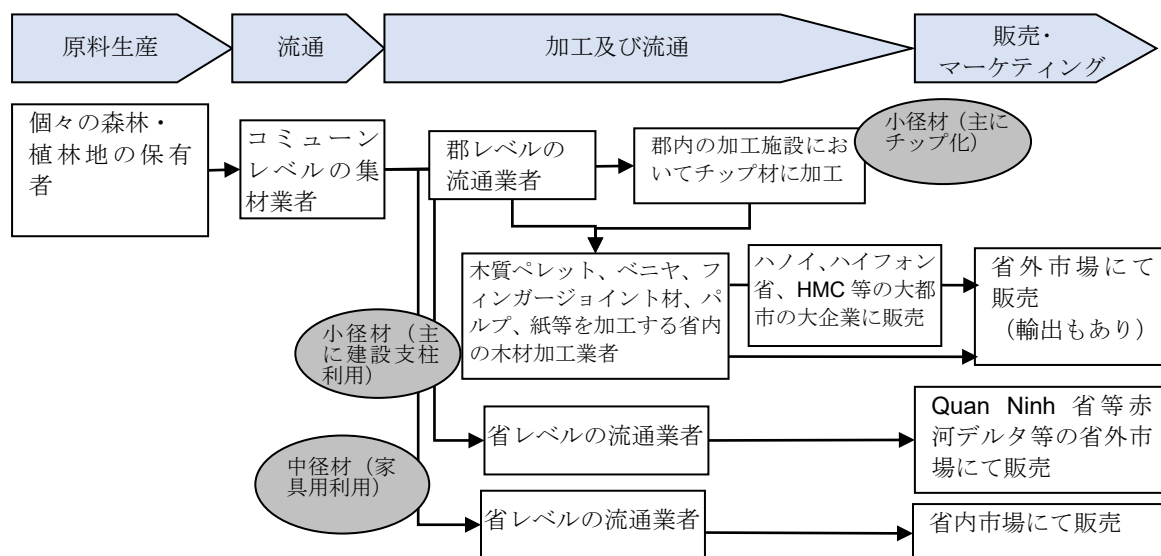 原料生産
流通
加工及び流通
販売・
マーケティング
個々の森林・
植林地の保有
者
コミューン
レベルの集
材業者
郡レベルの
流通業者
郡内の加工施設にお
いてチップ材に加工
小径材（主に
チップ化）
木質ペレット、ベニヤ、フ
ィンガージョイント材、パ
ルプ、紙等を加工する省内
の木材加工業者
ハノイ、ハイフォン
省、HMC 等の大都
市の大企業に販売
省外市場にて
販売
（輸出もあり）
小径材（主
に建設支柱
利用）
省レベルの流通業者
Quan Ninh 省等赤
河デルタ等の省外市
場にて販売
中径材（家
具用利用）
省レベルの流通業者
省内市場にて販売